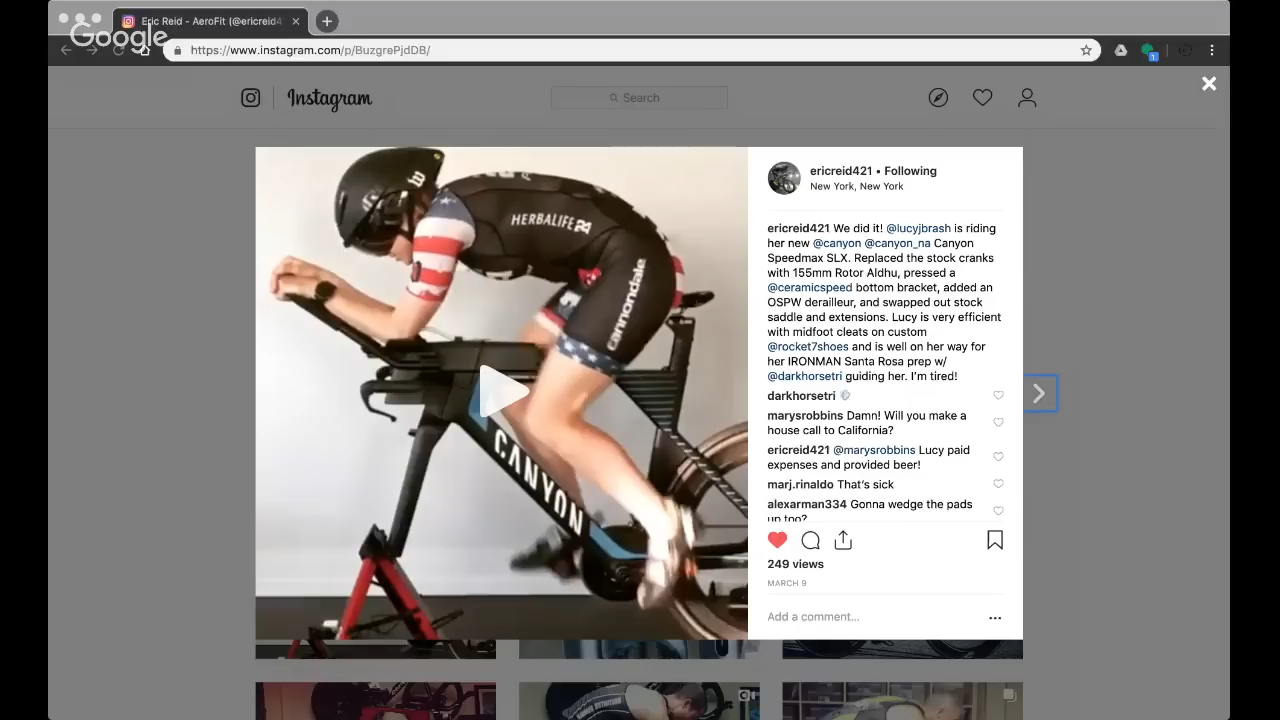 Eric Reid - AeroFit (@ericreid4
Google
https://www.instagram.com/p/BuzgrePjdDB/
1
Instagram
Search
HERBALIFE24
cannondale
CANYON
ericreid421 • Following
New York, New York
ericreid421 We did it! @lucyjbrash is riding
her new @canyon @canyon_na Canyon
Speedmax SLX. Replaced the stock cranks
with 155mm Rotor Aldhu, pressed a
@ceramicspeed bottom bracket, added an
OSPW derailleur, and swapped out stock
saddle and extensions. Lucy is very efficient
with midfoot cleats on custom
@rocket7shoes and is well on her way for
her IRONMAN Santa Rosa prep w/
@darkhorsetri guiding her. I'm tired!
darkhorsetri
marysrobbins Damn! Will you make a
house call to California?
ericreid421 @marysrobbins Lucy paid
expenses and provided beer!
marj.rinaldo That's sick
alexarman334 Gonna wedge the pads
up too?
249 views
MARCH 9
Add a comment...